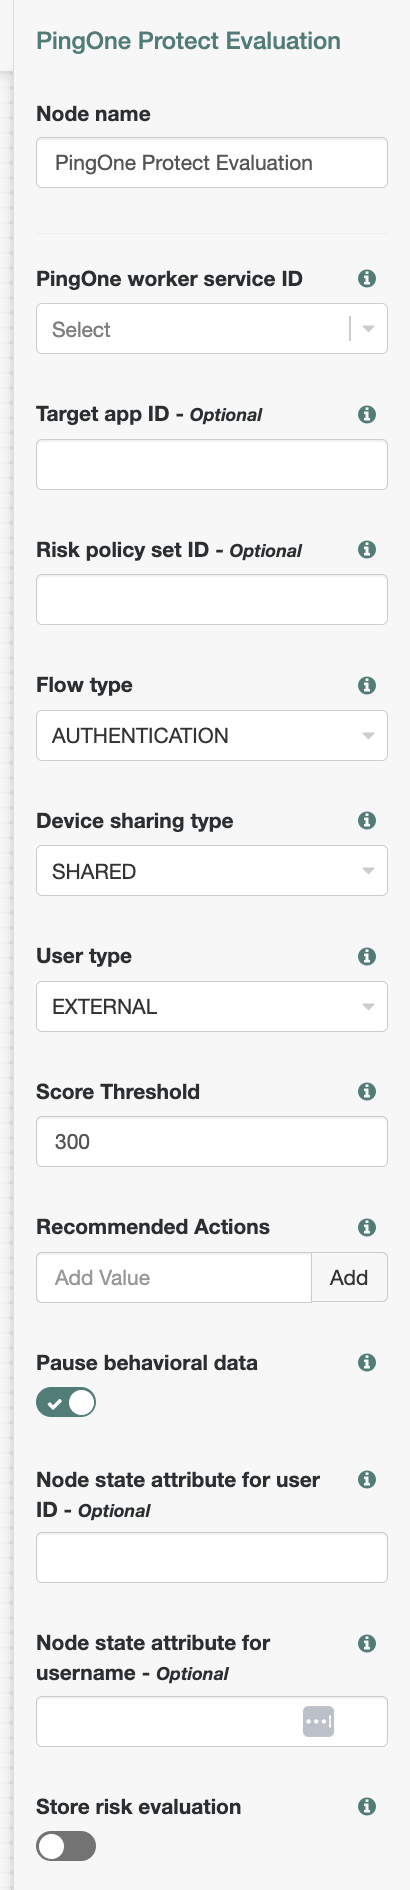 PingOne Protect Evaluation
Node name
PingOne Protect Evaluation
PingOne worker service ID
Select
Target app ID - Optional
Risk policy set ID - Optional
Flow type
AUTHENTICATION
Device sharing type
SHARED
User type
EXTERNAL
Score Threshold
300
Recommended Actions
Add Value Add
Pause behavioral data
Node state attribute for user
ID - Optional
Node state attribute for
username - Optional
Store risk evaluation